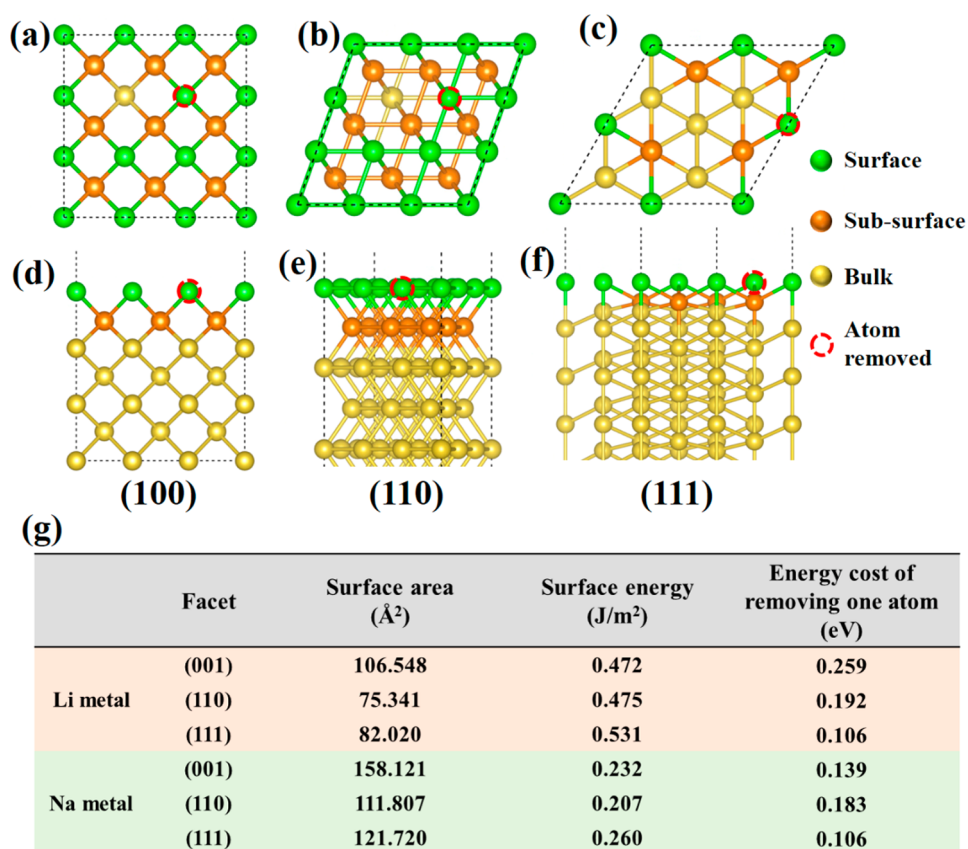 (a)
(b)
(c)
Surface
Sub-surface
Bulk
Atom
removed
(d)
(e)
(f)
(100)
(110)
(111)
(g)
Facet
Surface area
(Å²)
Surface energy
(J/m²)
Energy cost of
removing one atom
(eV)
Li metal
(001) 106.548 0.472 0.259
(110) 75.341 0.475 0.192
(111) 82.020 0.531 0.106
Na metal
(001) 158.121 0.232 0.139
(110) 111.807 0.207 0.183
(111) 121.720 0.260 0.106